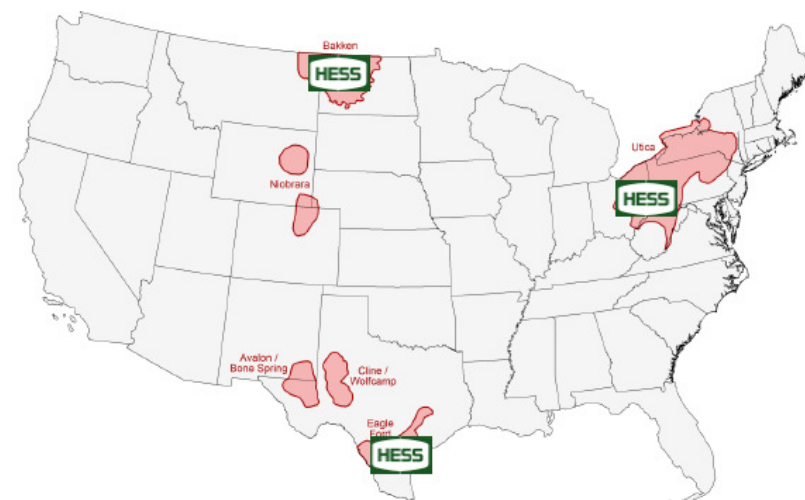 Bakken
HESS
Utica
Niobrara
HESS
Avalon /
Bone Spring
Cline /
Wolfcamp
Eagle
Ford
HESS